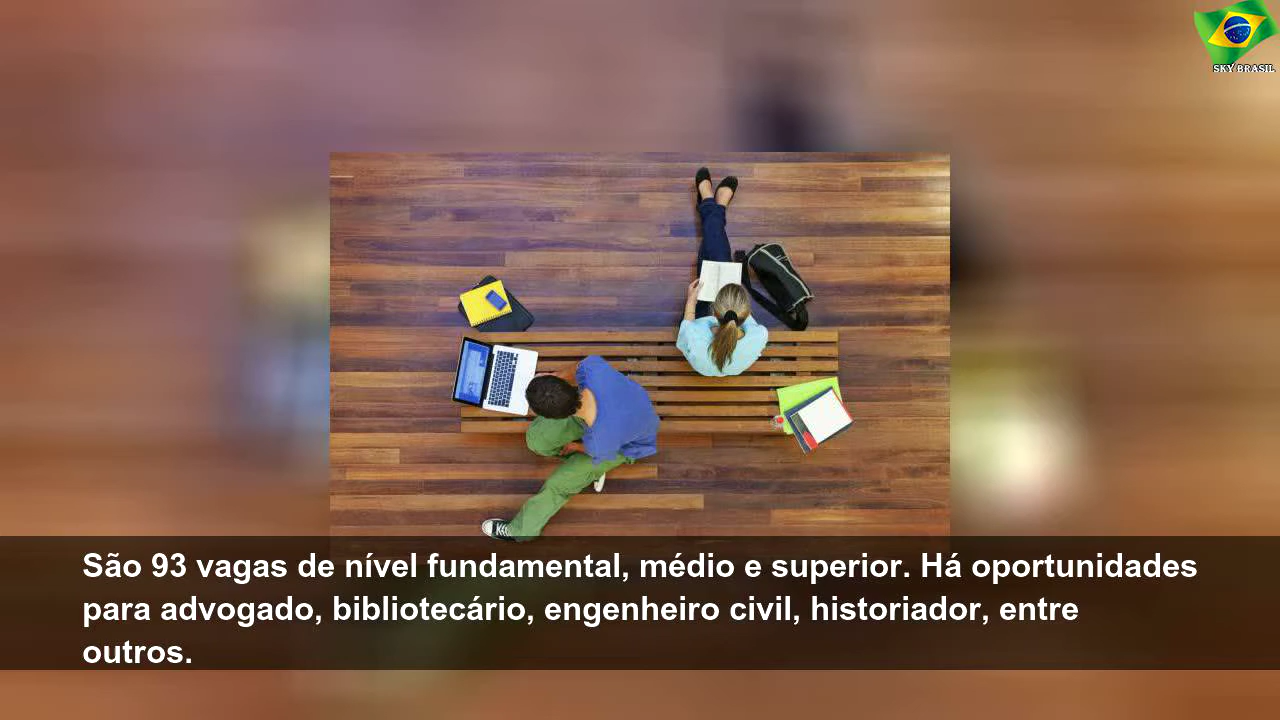 SKY BRASIL
São 93 vagas de nível fundamental, médio e superior. Há oportunidades
para advogado, bibliotecário, engenheiro civil, historiador, entre
outros.